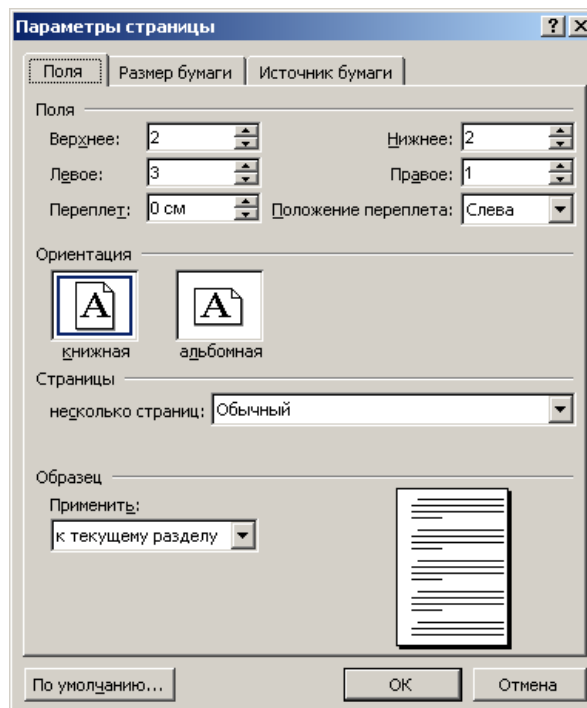 Параметры страницы
Поля Размер бумаги Источник бумаги
Поля
Верхнее: 2 Нижнее: 2
Левое: 3 Правое: 1
Переплет: 0 см Положение переплета: Слева
Ориентация
A A
книжная альбомная
Страницы
несколько страниц: Обычный
Образец
Применить:
к текущему разделу
По умолчанию... ОК Отмена